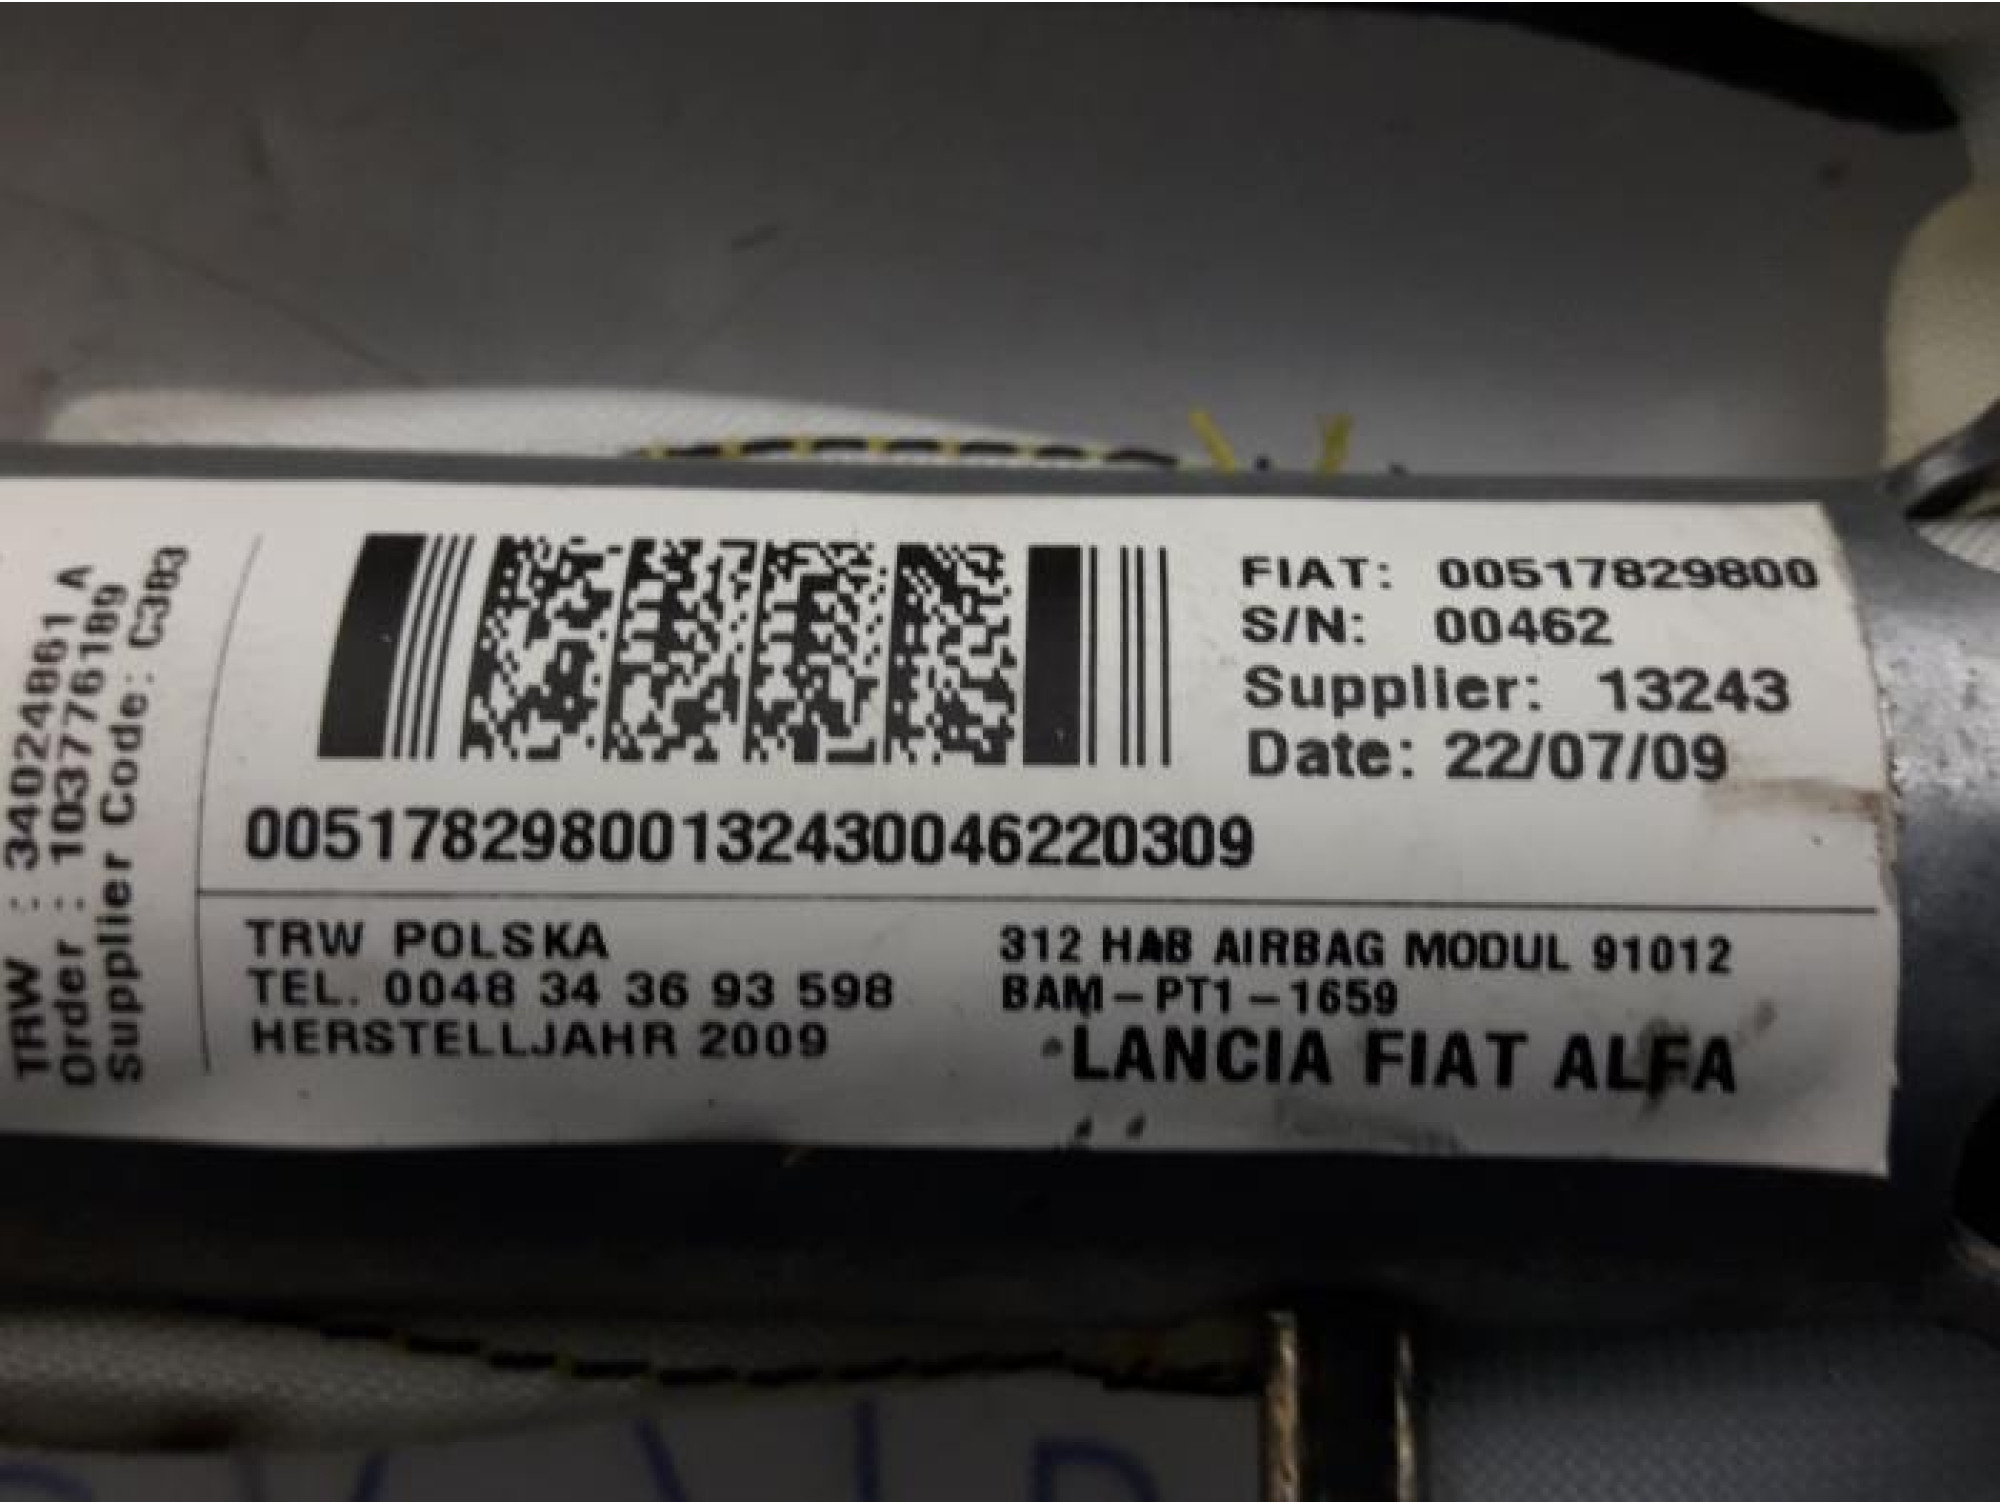 TRW : 34024861 A
Order : 1037776189
Supplier Code: C383
FIAT: 00517829800
S/N: 00462
Supplier: 13243
Date: 22/07/09
00517829800132430046220309
TRW POLSKA
TEL. 0048 34 36 93 598
HERSTELLJAHR 2009
312 HAB AIRBAG MODUL 91012
BAM-PT1-1659
LANCIA FIAT ALFA